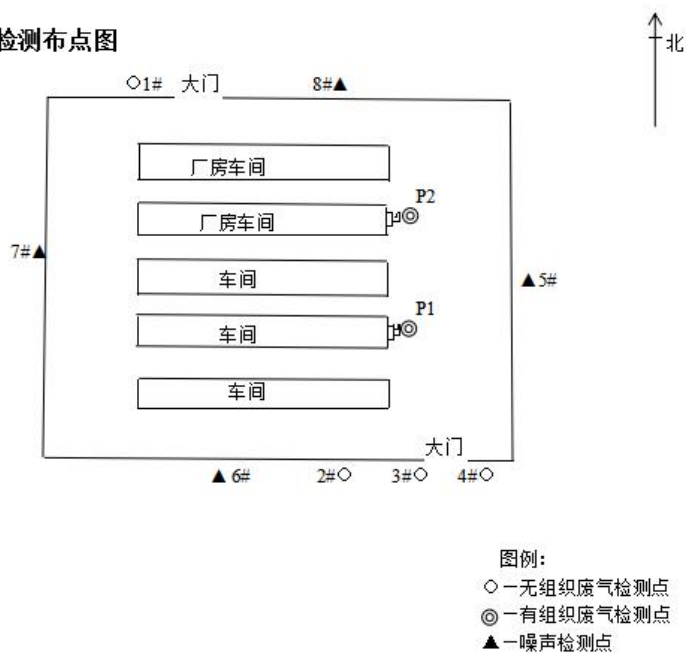 检测布点图
北
○1# 大门 8#▲
厂房车间
P2
厂房车间
7#▲
车间
▲5#
P1
车间
车间
大门
▲6# 2#○ 3#○ 4#○
图例：
○—无组织废气检测点
◎—有组织废气检测点
▲—噪声检测点